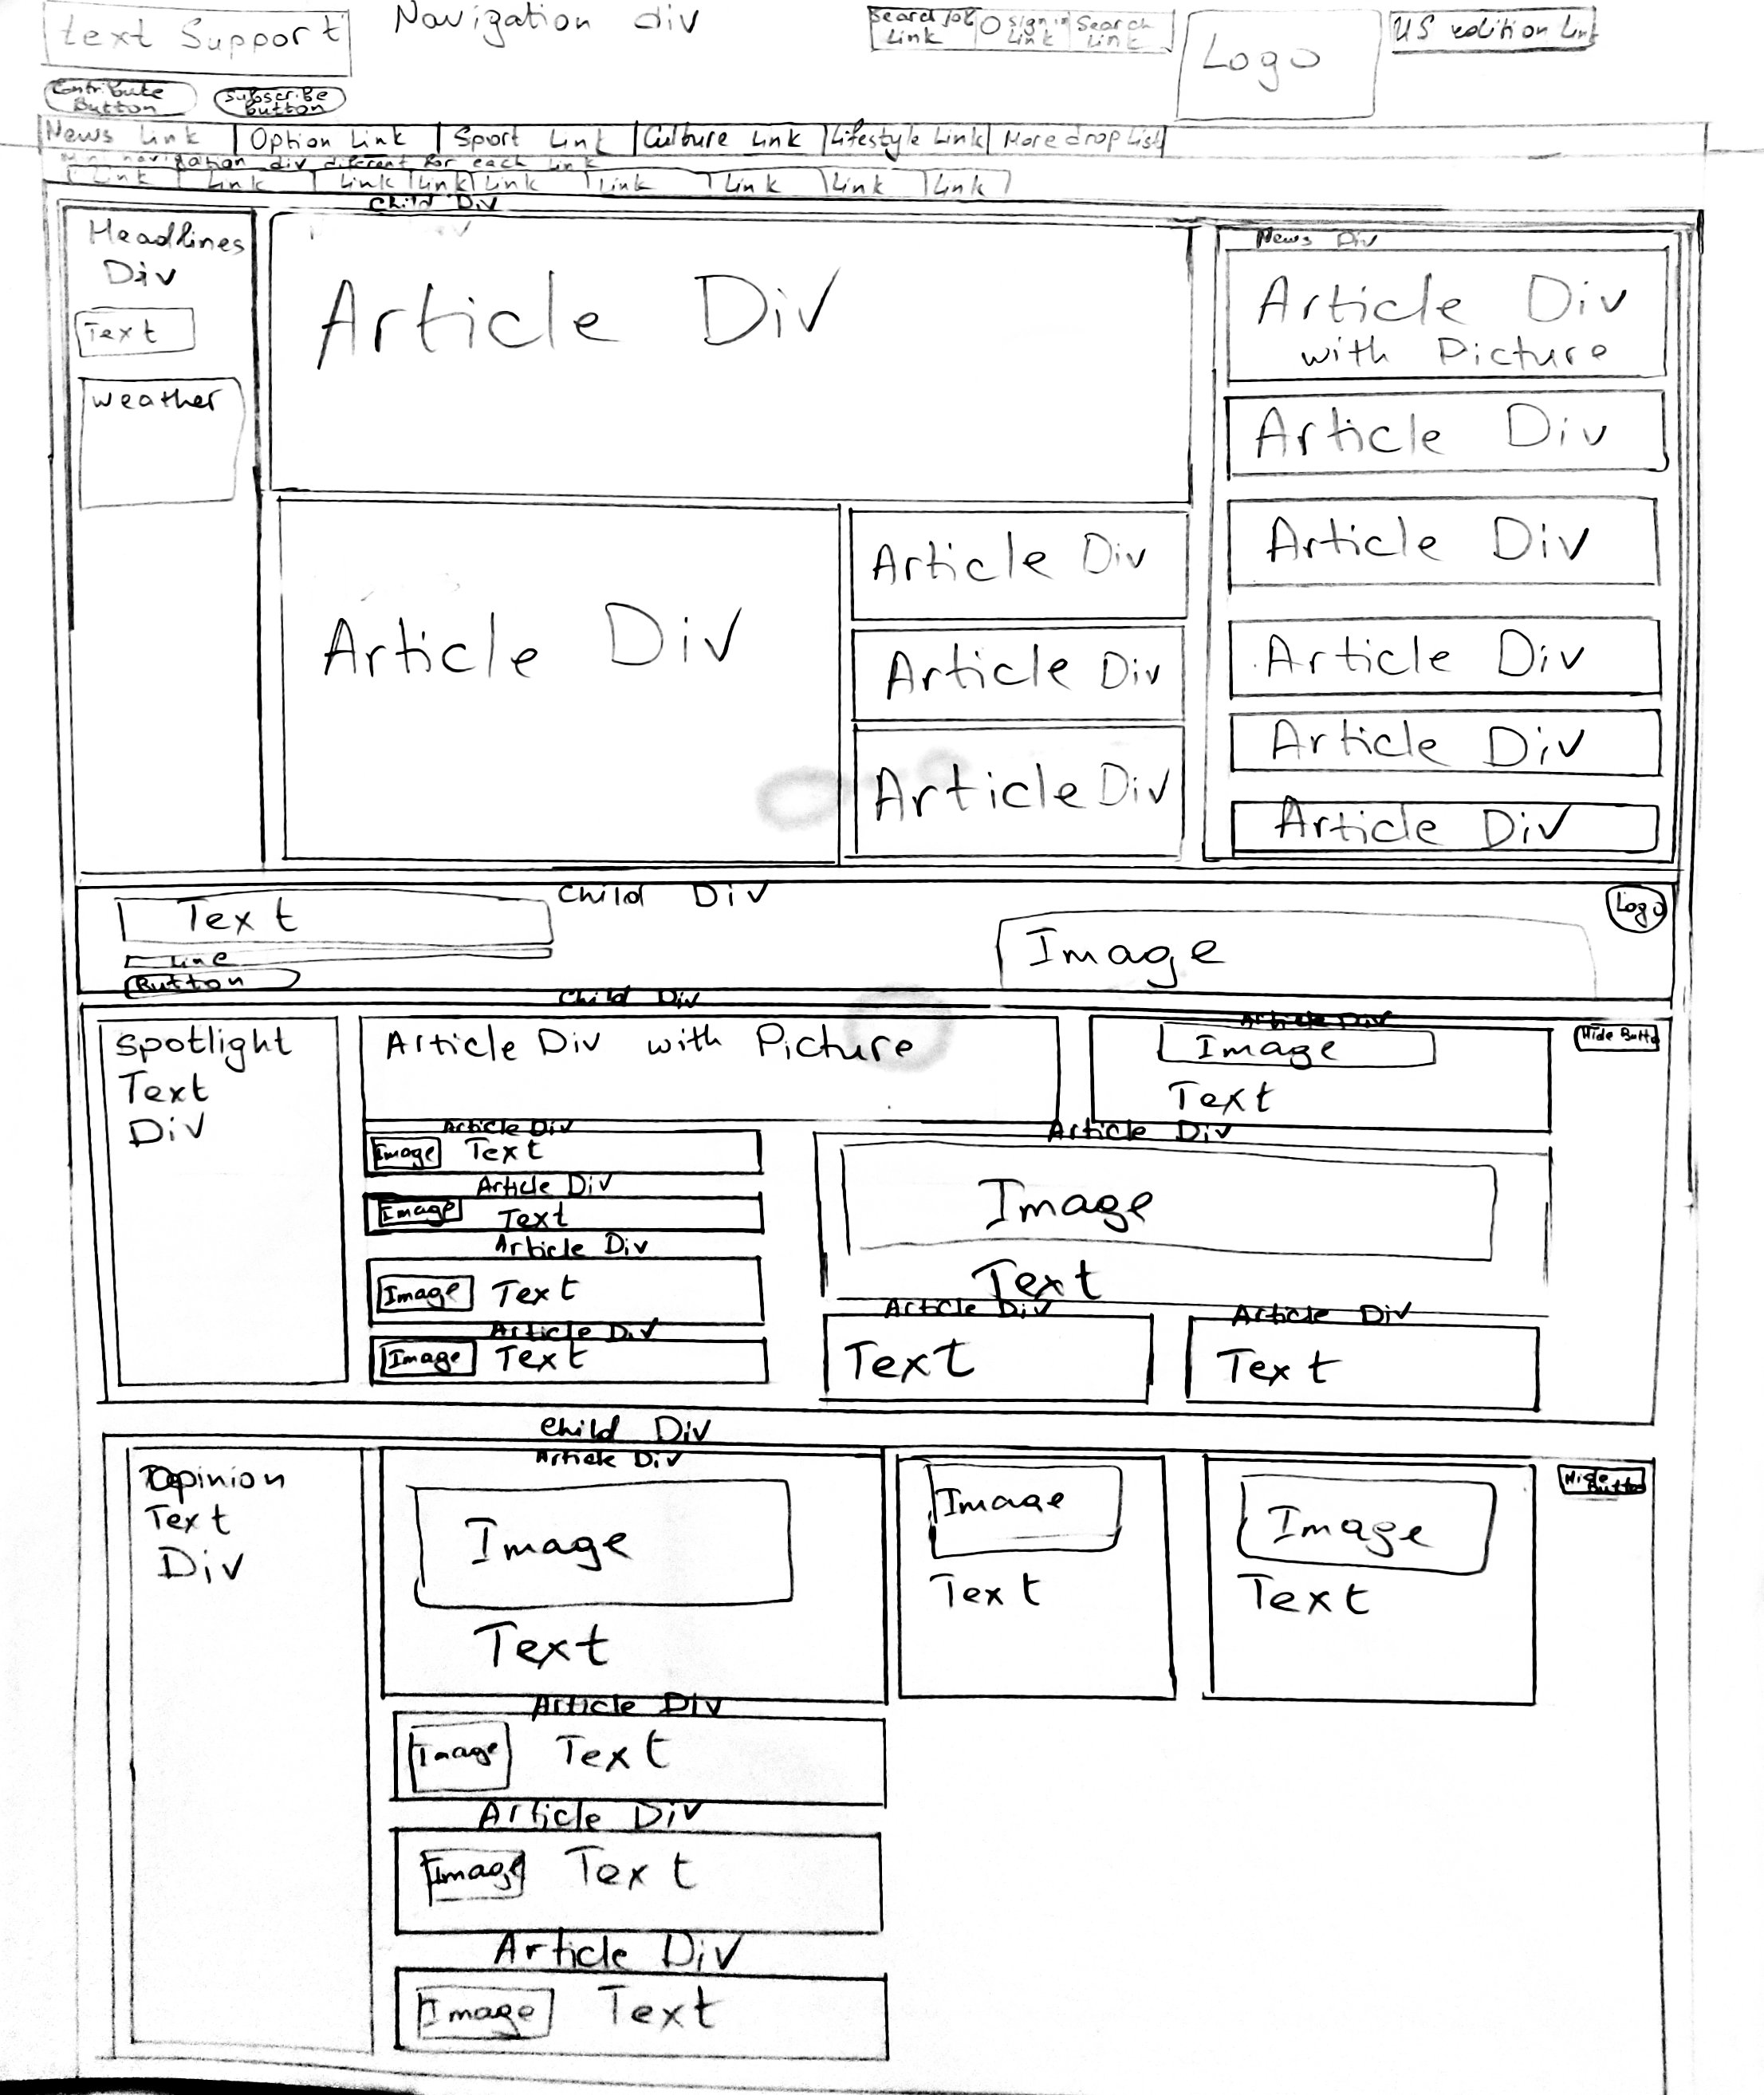 text Support
Navigation div
Search Job Link
Sign in Link
Search Link
Logo
US edition Link
Contribute Button
Subscribe button
News Link
Option Link
Sport Link
Culture Link
Lifestyle Link
More drop List
navigation div diferent for each Link
Link Link Link Link Link Link Link Link Link
Child Div
Headlines
Div
Text
weather
Article Div
Article Div
Article Div
Article Div
Article Div
News Div
Article Div
with Picture
Article Div
Article Div
Article Div
Article Div
Article Div
Child Div
Text
Line
Button
Image
Logo
Child Div
Spotlight
Text
Div
Article Div with Picture
Article Div
Image
Text
Hide Butto
Article Div
Image Text
Article Div
Image Text
Article Div
Image Text
Article Div
Image Text
Article Div
Image
Text
Article Div
Text
Article Div
Text
Child Div
Opinion
Text
Div
Article Div
Image
Text
Image
Text
Image
Text
Hide
Button
Article Div
Image Text
Article Div
Image Text
Article Div
Image Text